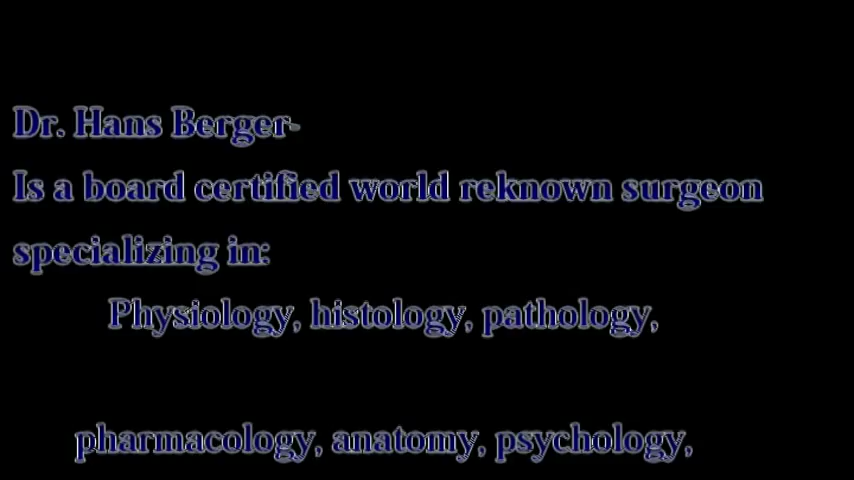 Dr. Hans Berger-
Is a board certified world reknown surgeon
specializing in:
Physiology, histology, pathology,
pharmacology, anatomy, psychology,